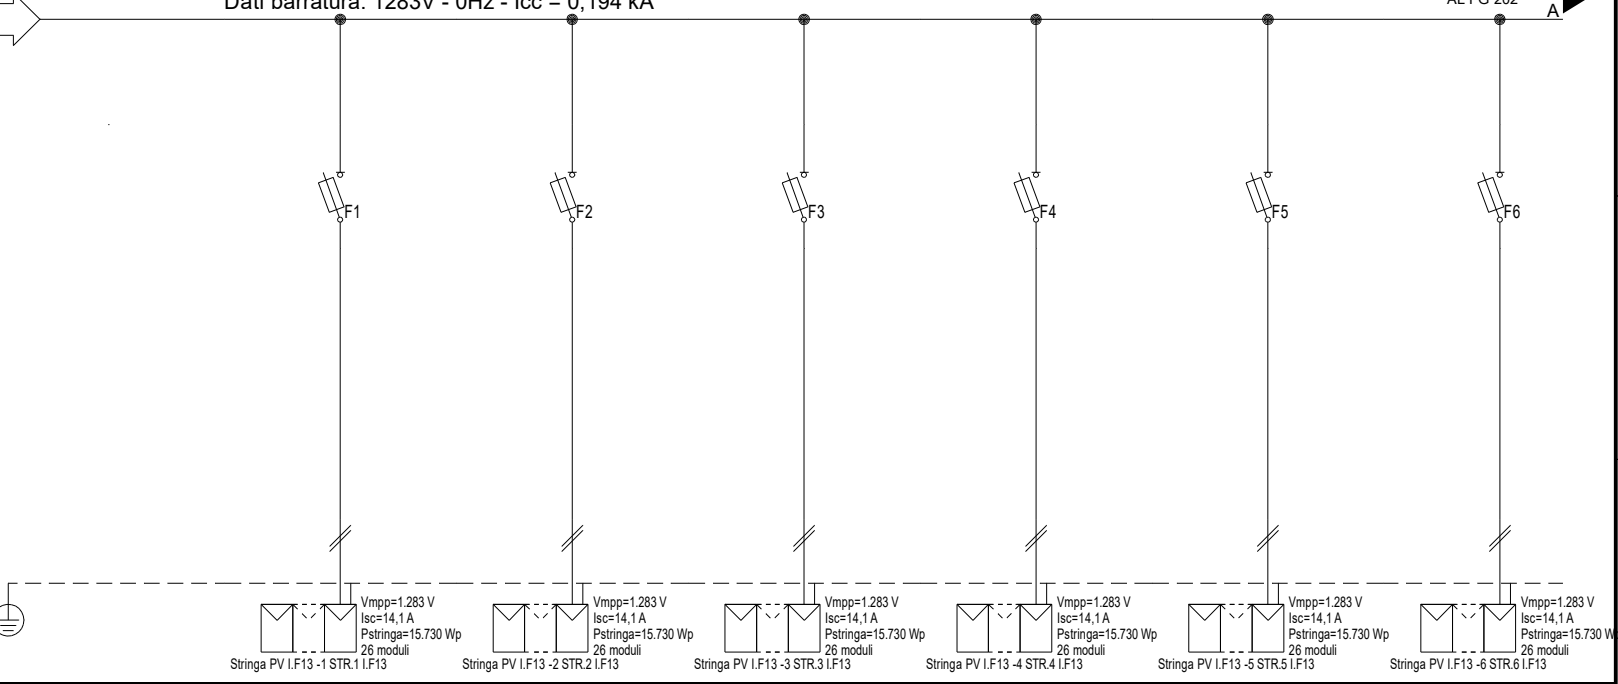 Dati barratura: 1283V - 0Hz - Icc = 0,194 kA
A
F1
F2
F3
F4
F5
F6
Vmpp=1.283 V
Isc=14,1 A
Pstringa=15.730 Wp
26 moduli
Stringa PV I.F13 -1 STR.1 I.F13
Vmpp=1.283 V
Isc=14,1 A
Pstringa=15.730 Wp
26 moduli
Stringa PV I.F13 -2 STR.2 I.F13
Vmpp=1.283 V
Isc=14,1 A
Pstringa=15.730 Wp
26 moduli
Stringa PV I.F13 -3 STR.3 I.F13
Vmpp=1.283 V
Isc=14,1 A
Pstringa=15.730 Wp
26 moduli
Stringa PV I.F13 -4 STR.4 I.F13
Vmpp=1.283 V
Isc=14,1 A
Pstringa=15.730 Wp
26 moduli
Stringa PV I.F13 -5 STR.5 I.F13
Vmpp=1.283 V
Isc=14,1 A
Pstringa=15.730 W
26 moduli
Stringa PV I.F13 -6 STR.6 I.F13